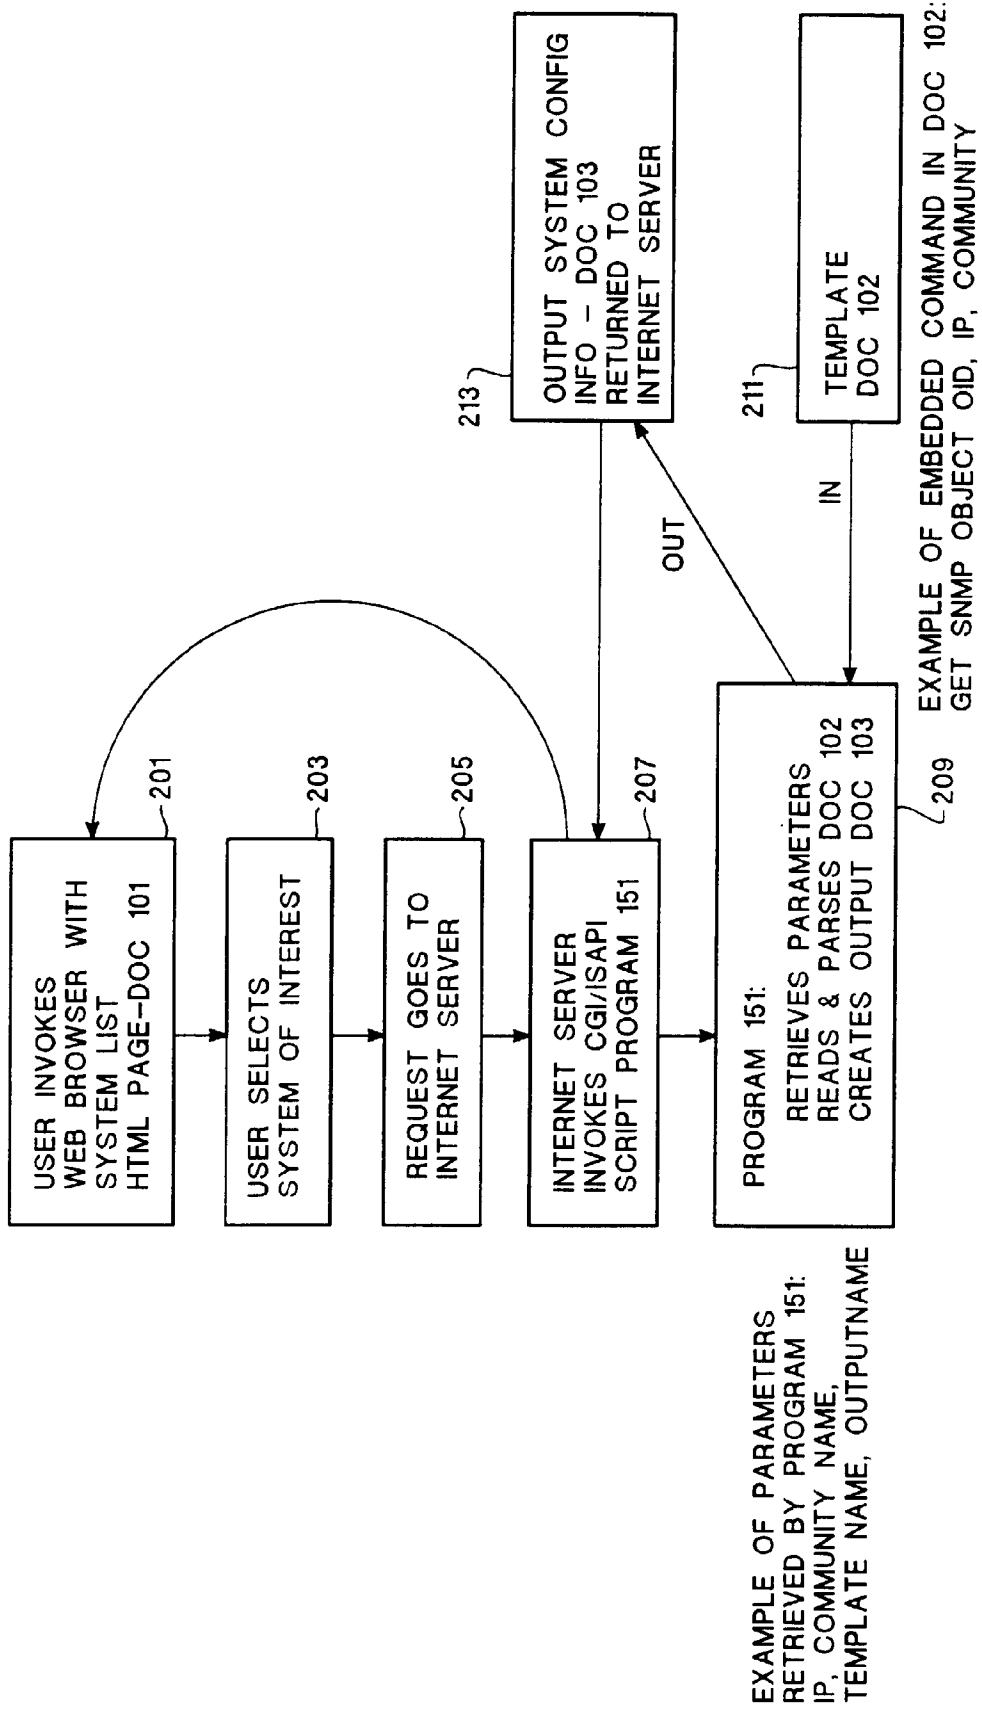 USER INVOKES
WEB BROWSER WITH
SYSTEM LIST
HTML PAGE-DOC 101
201
USER SELECTS
SYSTEM OF INTEREST
203
REQUEST GOES TO
INTERNET SERVER
205
INTERNET SERVER
INVOKES CGI/ISAPI
SCRIPT PROGRAM 151
207
213
OUTPUT SYSTEM CONFIG
INFO - DOC 103
RETURNED TO
INTERNET SERVER
OUT
PROGRAM 151:
RETRIEVES PARAMETERS
READS & PARSES DOC 102
CREATES OUTPUT DOC 103
209
IN
211
TEMPLATE
DOC 102
EXAMPLE OF PARAMETERS
RETRIEVED BY PROGRAM 151:
IP, COMMUNITY NAME,
TEMPLATE NAME, OUTPUTNAME
EXAMPLE OF EMBEDDED COMMAND IN DOC 102:
GET SNMP OBJECT OID, IP, COMMUNITY